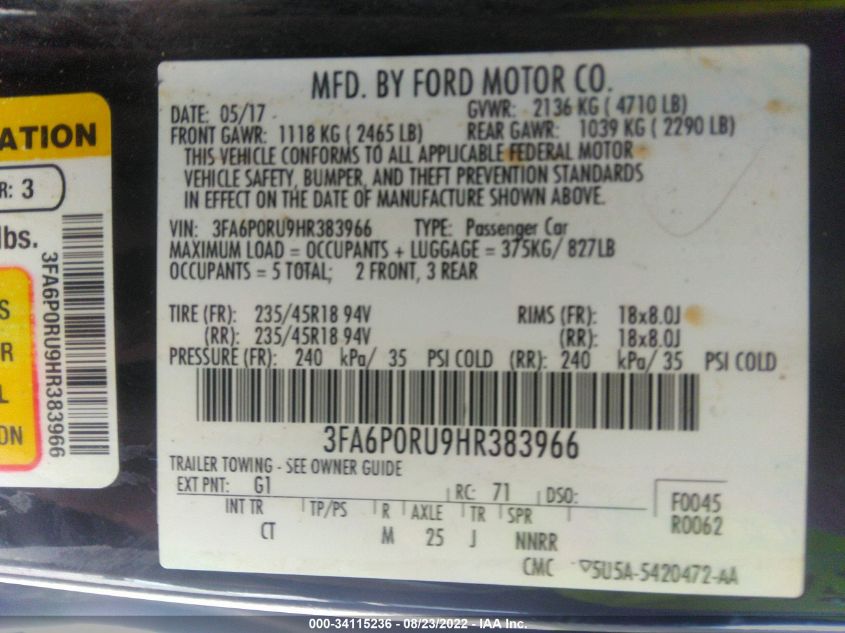 MFD. BY FORD MOTOR CO.
DATE: 05/17 GVWR: 2136 KG ( 4710 LB)
FRONT GAWR: 1118 KG ( 2465 LB) REAR GAWR: 1039 KG ( 2290 LB)
THIS VEHICLE CONFORMS TO ALL APPLICABLE FEDERAL MOTOR
VEHICLE SAFETY, BUMPER, AND THEFT PREVENTION STANDARDS
IN EFFECT ON THE DATE OF MANUFACTURE SHOWN ABOVE.
VIN: 3FA6P0RU9HR383966 TYPE: Passenger Car
MAXIMUM LOAD = OCCUPANTS + LUGGAGE = 375KG/ 827LB
OCCUPANTS = 5 TOTAL; 2 FRONT, 3 REAR
TIRE (FR): 235/45R18 94V RIMS (FR): 18x8.0J
(RR): 235/45R18 94V (RR): 18x8.0J
PRESSURE (FR): 240 kPa/ 35 PSI COLD (RR): 240 kPa/ 35 PSI COLD
3FA6P0RU9HR383966
TRAILER TOWING - SEE OWNER GUIDE
EXT PNT: G1 RC: 71 DSO:
INT TR TP/PS R AXLE TR SPR
CT M 25 J NNRR
F0045
R0062
CMC 5U5A-5420472-AA
ATION
R: 3
lbs.
3FA6P0RU9HR383966
S
R
L
ON
000-34115236 - 08/23/2022 - IAA Inc.